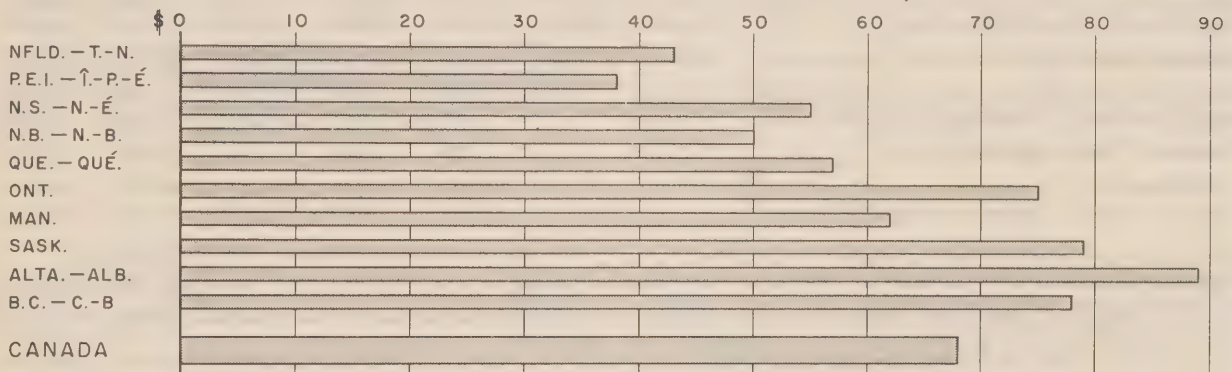 $ 0 10 20 30 40 50 60 70 80 90
NFLD. — T.-N.
P.E.I. — Î.-P.-É.
N.S. — N.-É.
N.B. — N.-B.
QUE. — QUÉ.
ONT.
MAN.
SASK.
ALTA. — ALB.
B.C. — C.-B
CANADA